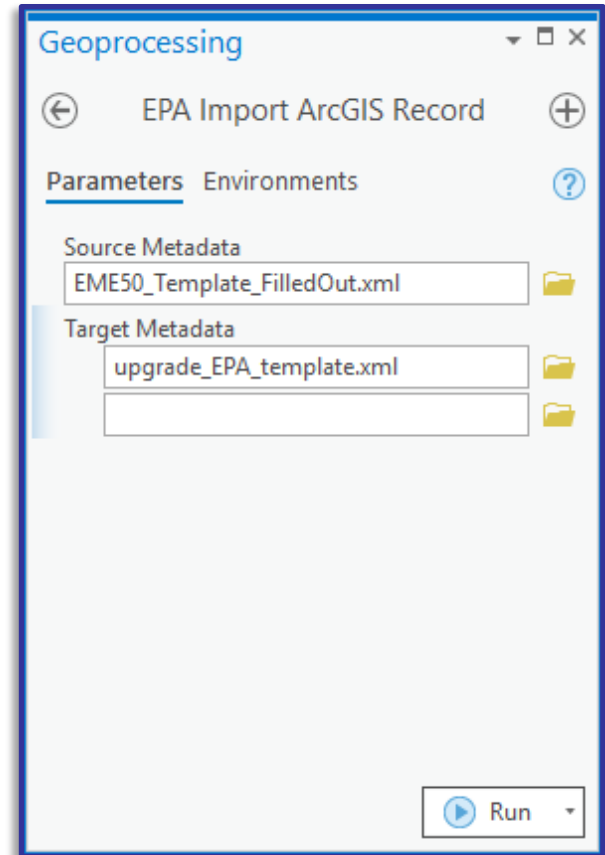 Geoprocessing
EPA Import ArcGIS Record
Parameters Environments
Source Metadata
EME50_Template_FilledOut.xml
Target Metadata
upgrade_EPA_template.xml
Run